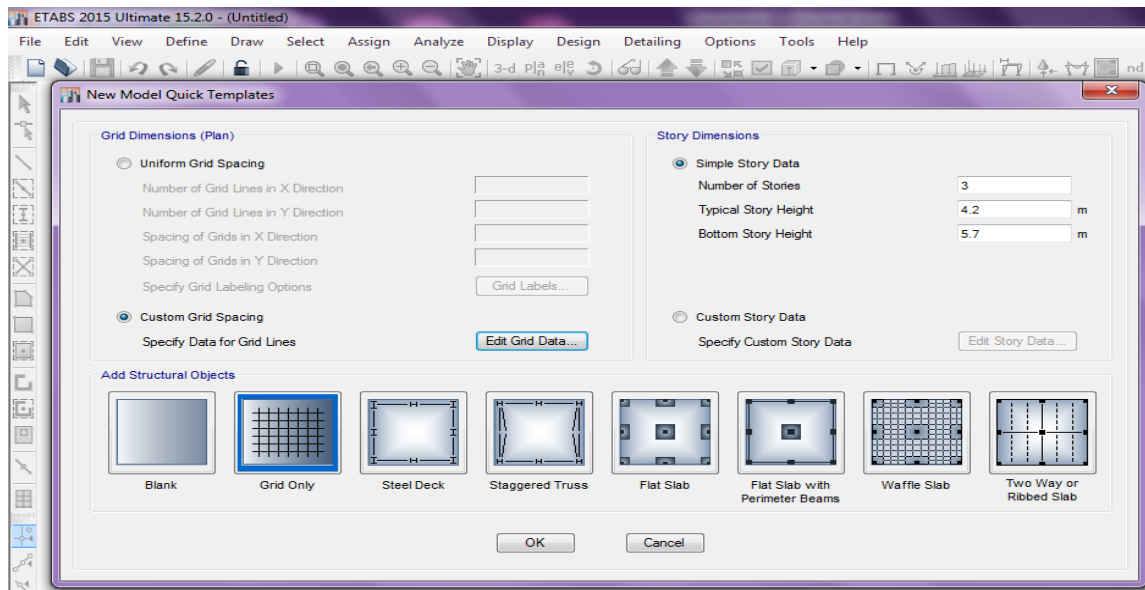 ETABS 2015 Ultimate 15.2.0 - (Untitled)
File Edit View Define Draw Select Assign Analyze Display Design Detailing Options Tools Help
3-d
nd
New Model Quick Templates
Grid Dimensions (Plan)
Uniform Grid Spacing
Number of Grid Lines in X Direction
Number of Grid Lines in Y Direction
Spacing of Grids in X Direction
Spacing of Grids in Y Direction
Specify Grid Labeling Options Grid Labels...
Custom Grid Spacing
Specify Data for Grid Lines Edit Grid Data...
Story Dimensions
Simple Story Data
Number of Stories 3
Typical Story Height 4.2 m
Bottom Story Height 5.7 m
Custom Story Data
Specify Custom Story Data Edit Story Data...
Add Structural Objects
Blank
Grid Only
Steel Deck
Staggered Truss
Flat Slab
Flat Slab with
Perimeter Beams
Waffle Slab
Two Way or
Ribbed Slab
OK Cancel